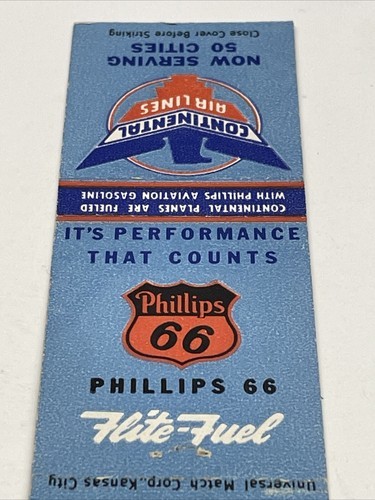 Close Cover Before Striking
NOW SERVING
50 CITIES
CONTINENTAL
AIR LINES
CONTINENTAL PLANES ARE FUELED
WITH PHILLIPS AVIATION GASOLINE
IT'S PERFORMANCE
THAT COUNTS
Phillips
66
PHILLIPS 66
Flite-Fuel
Universal Match Corp., Kansas City